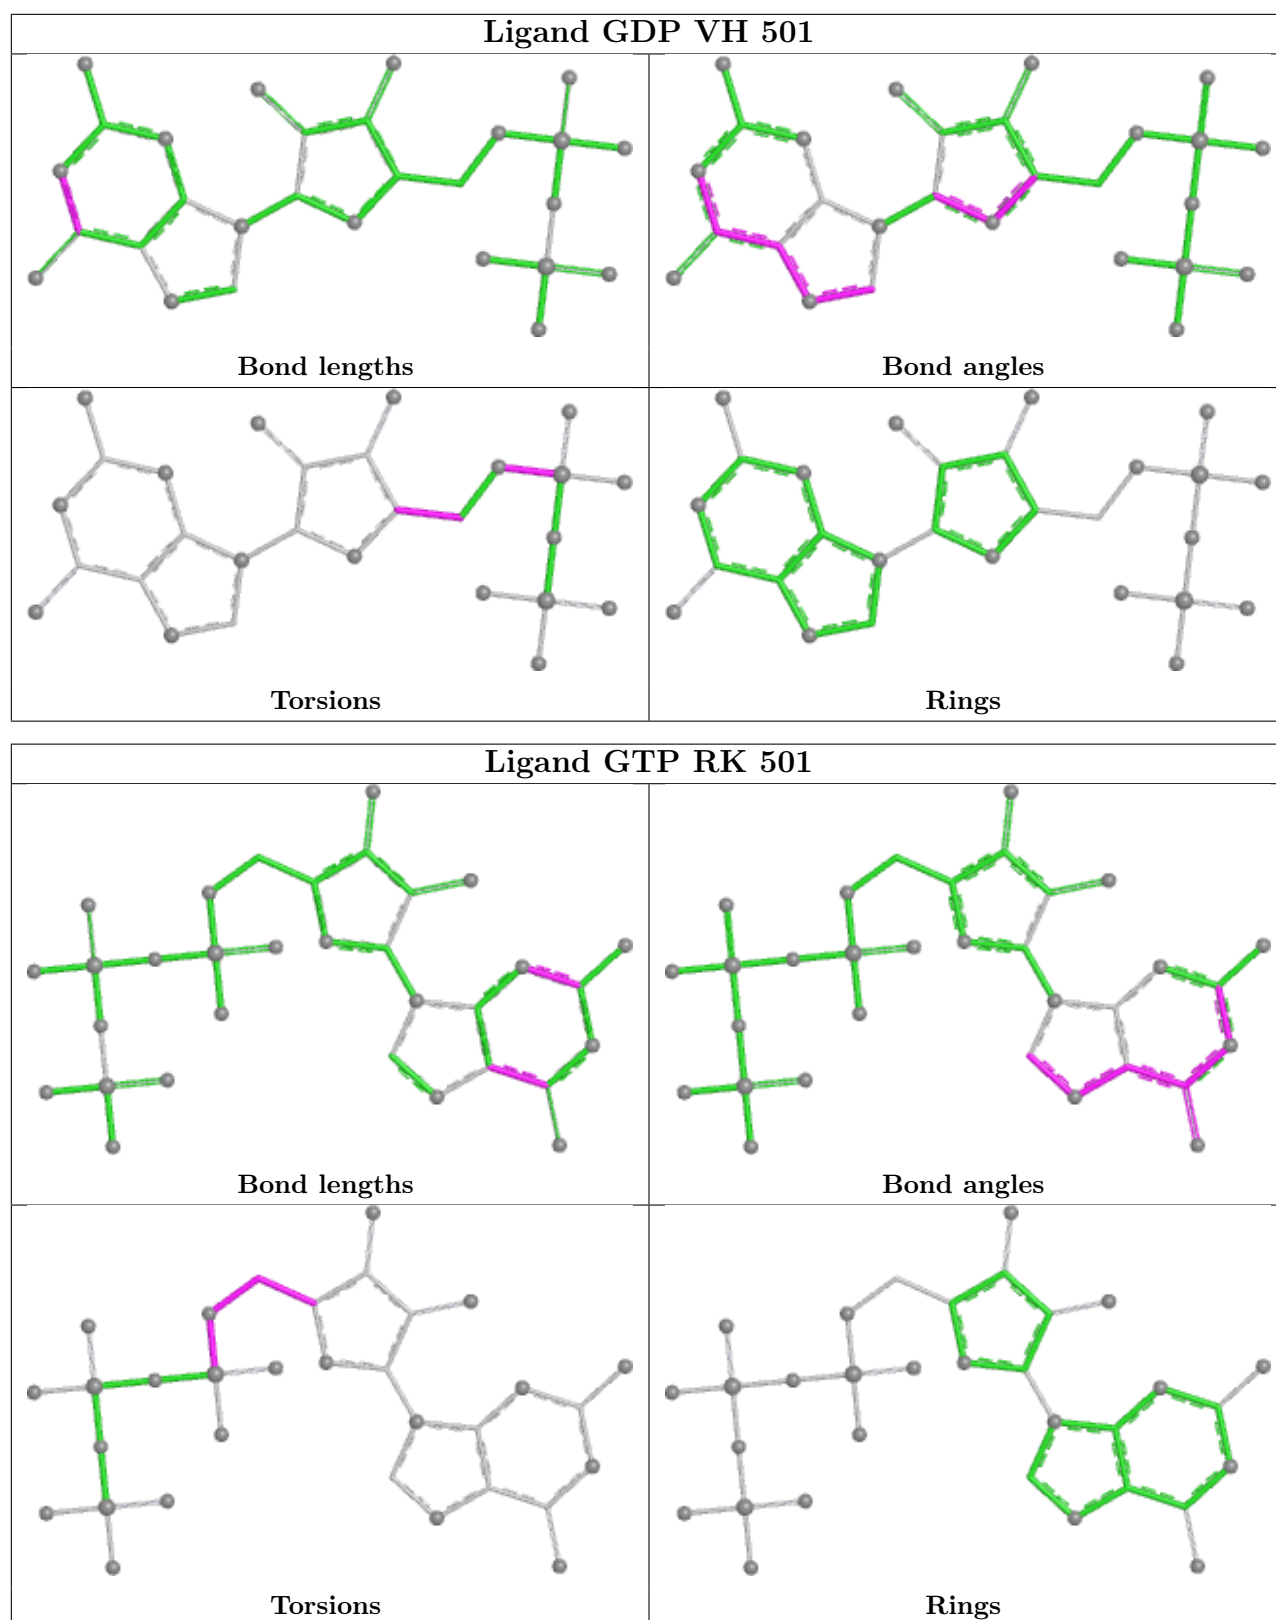 Ligand GDP VH 501
Bond lengths
Bond angles
Torsions
Rings
Ligand GTP RK 501
Bond lengths
Bond angles
Torsions
Rings